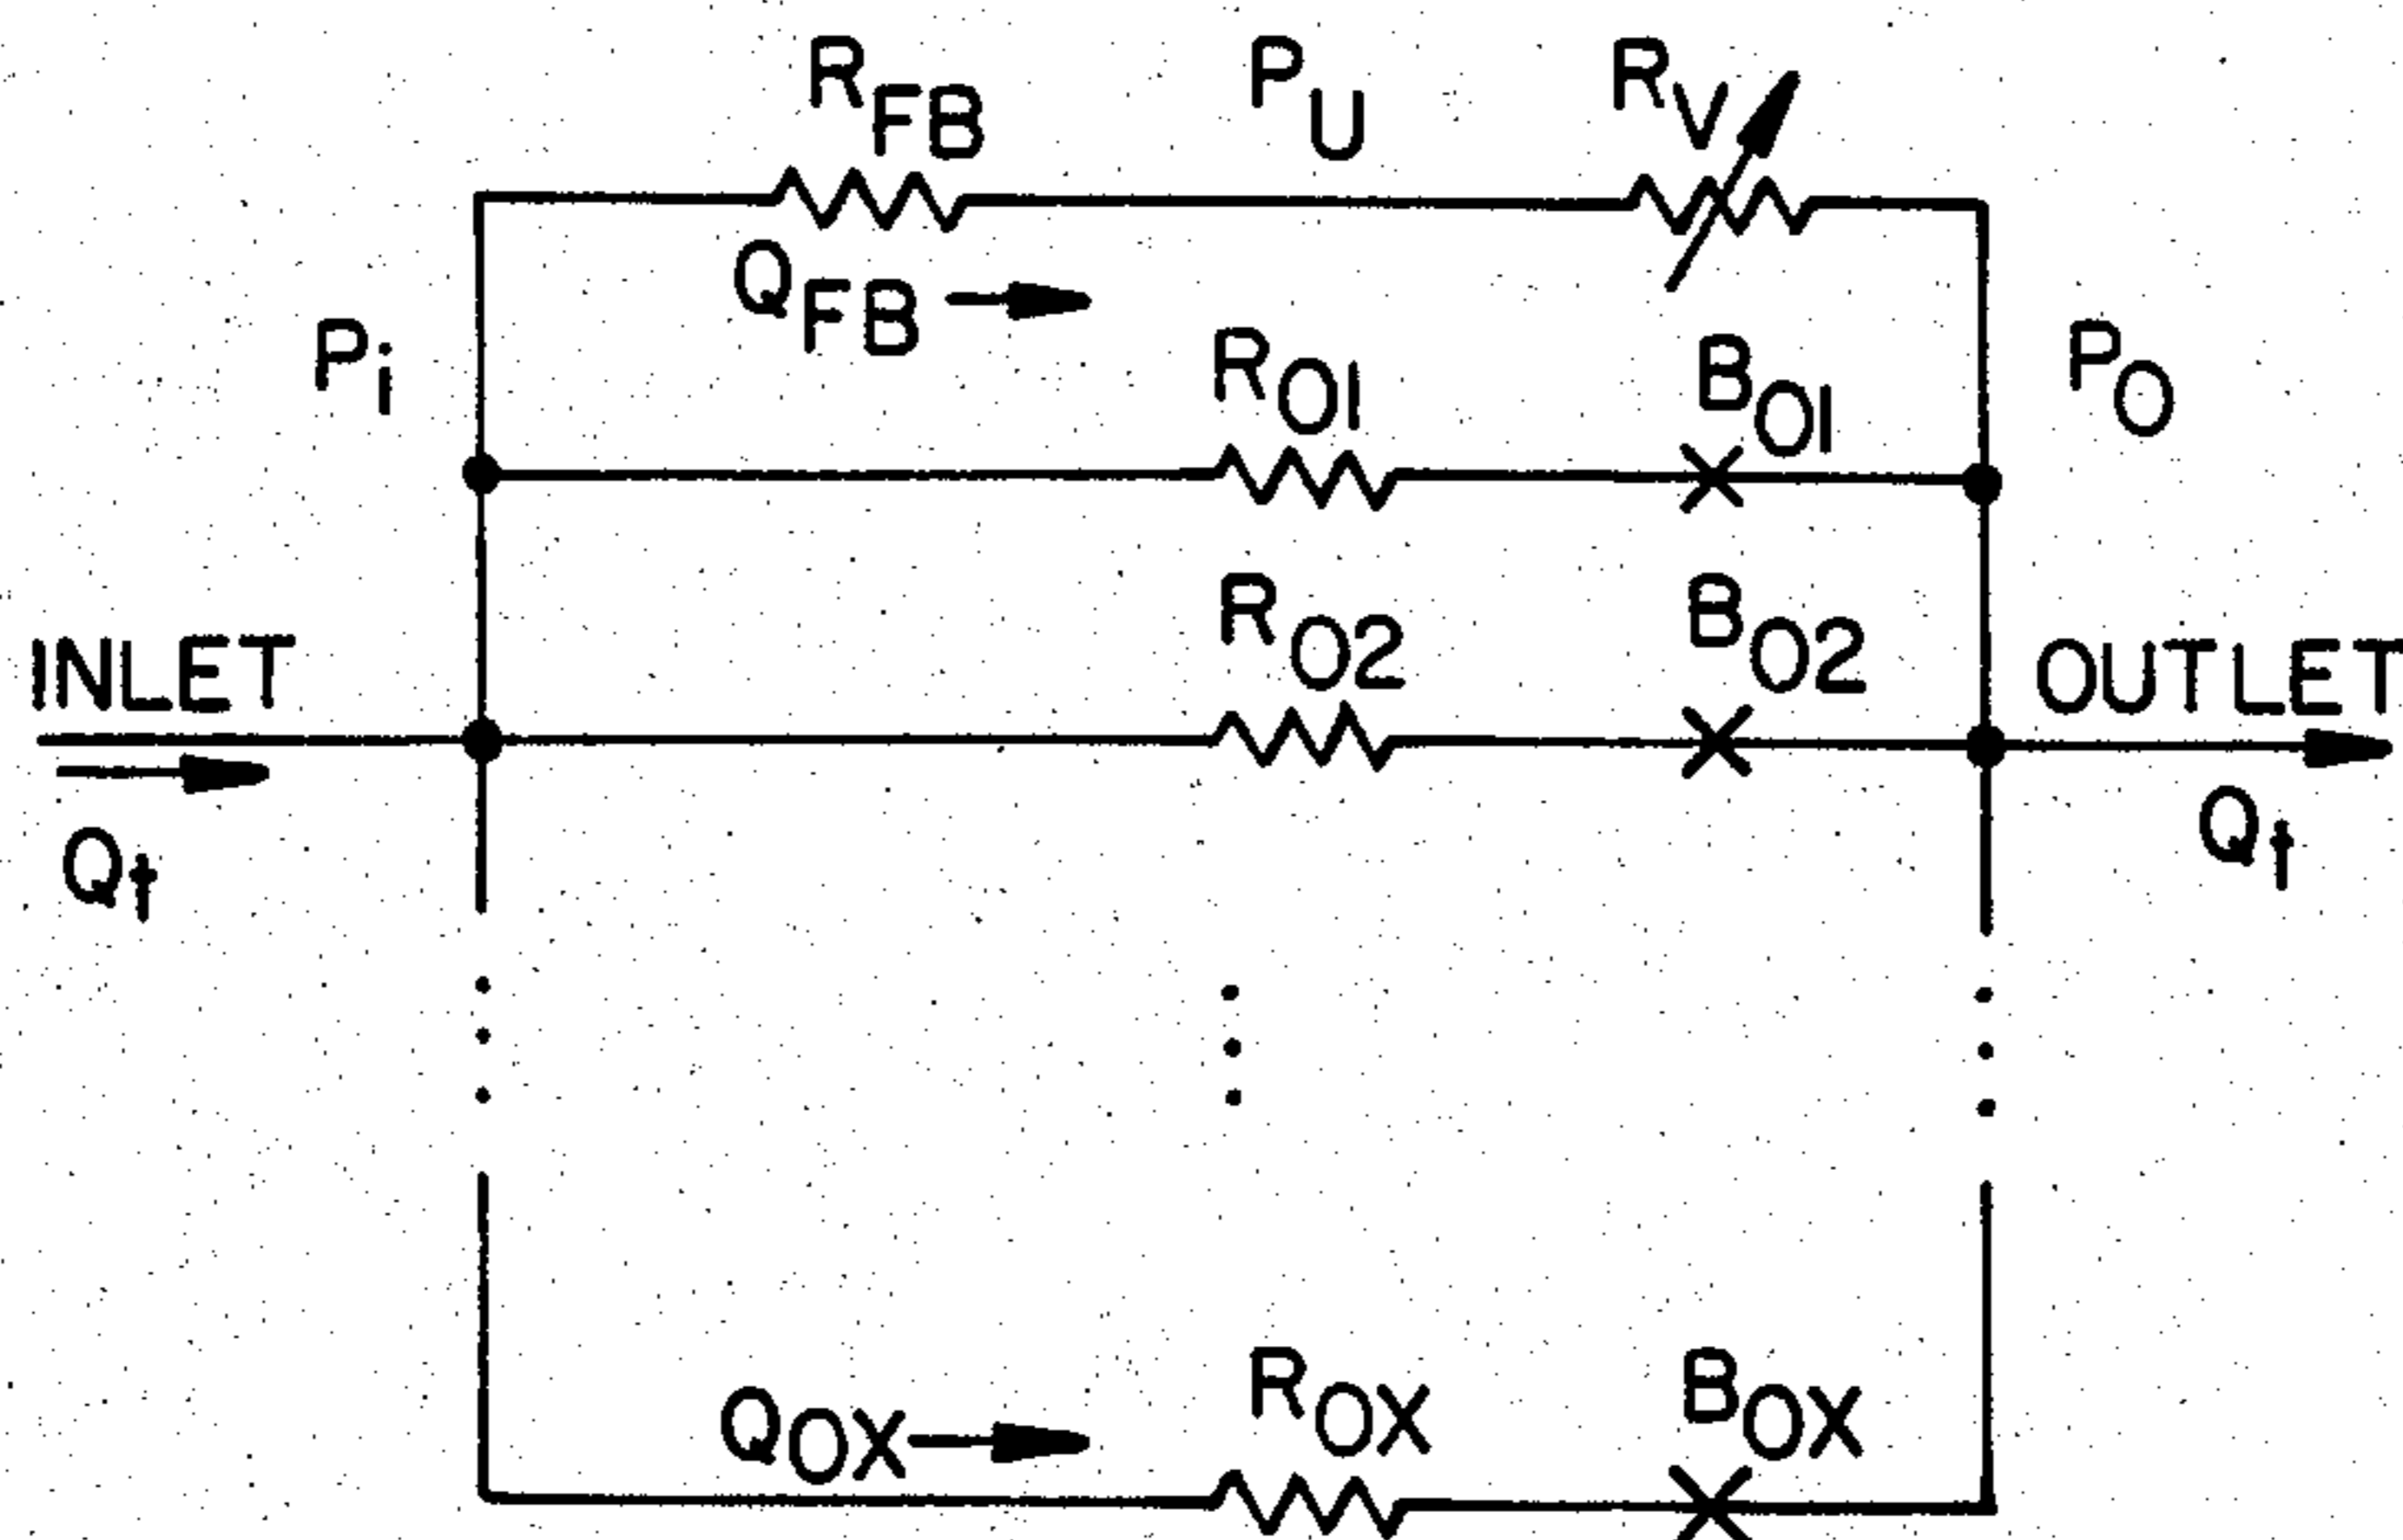 R_FB P_U R_V
Q_FB
P_i R_O1 B_O1 P_O
R_O2 B_O2
INLET OUTLET
Q_t Q_t
Q_OX R_OX B_OX